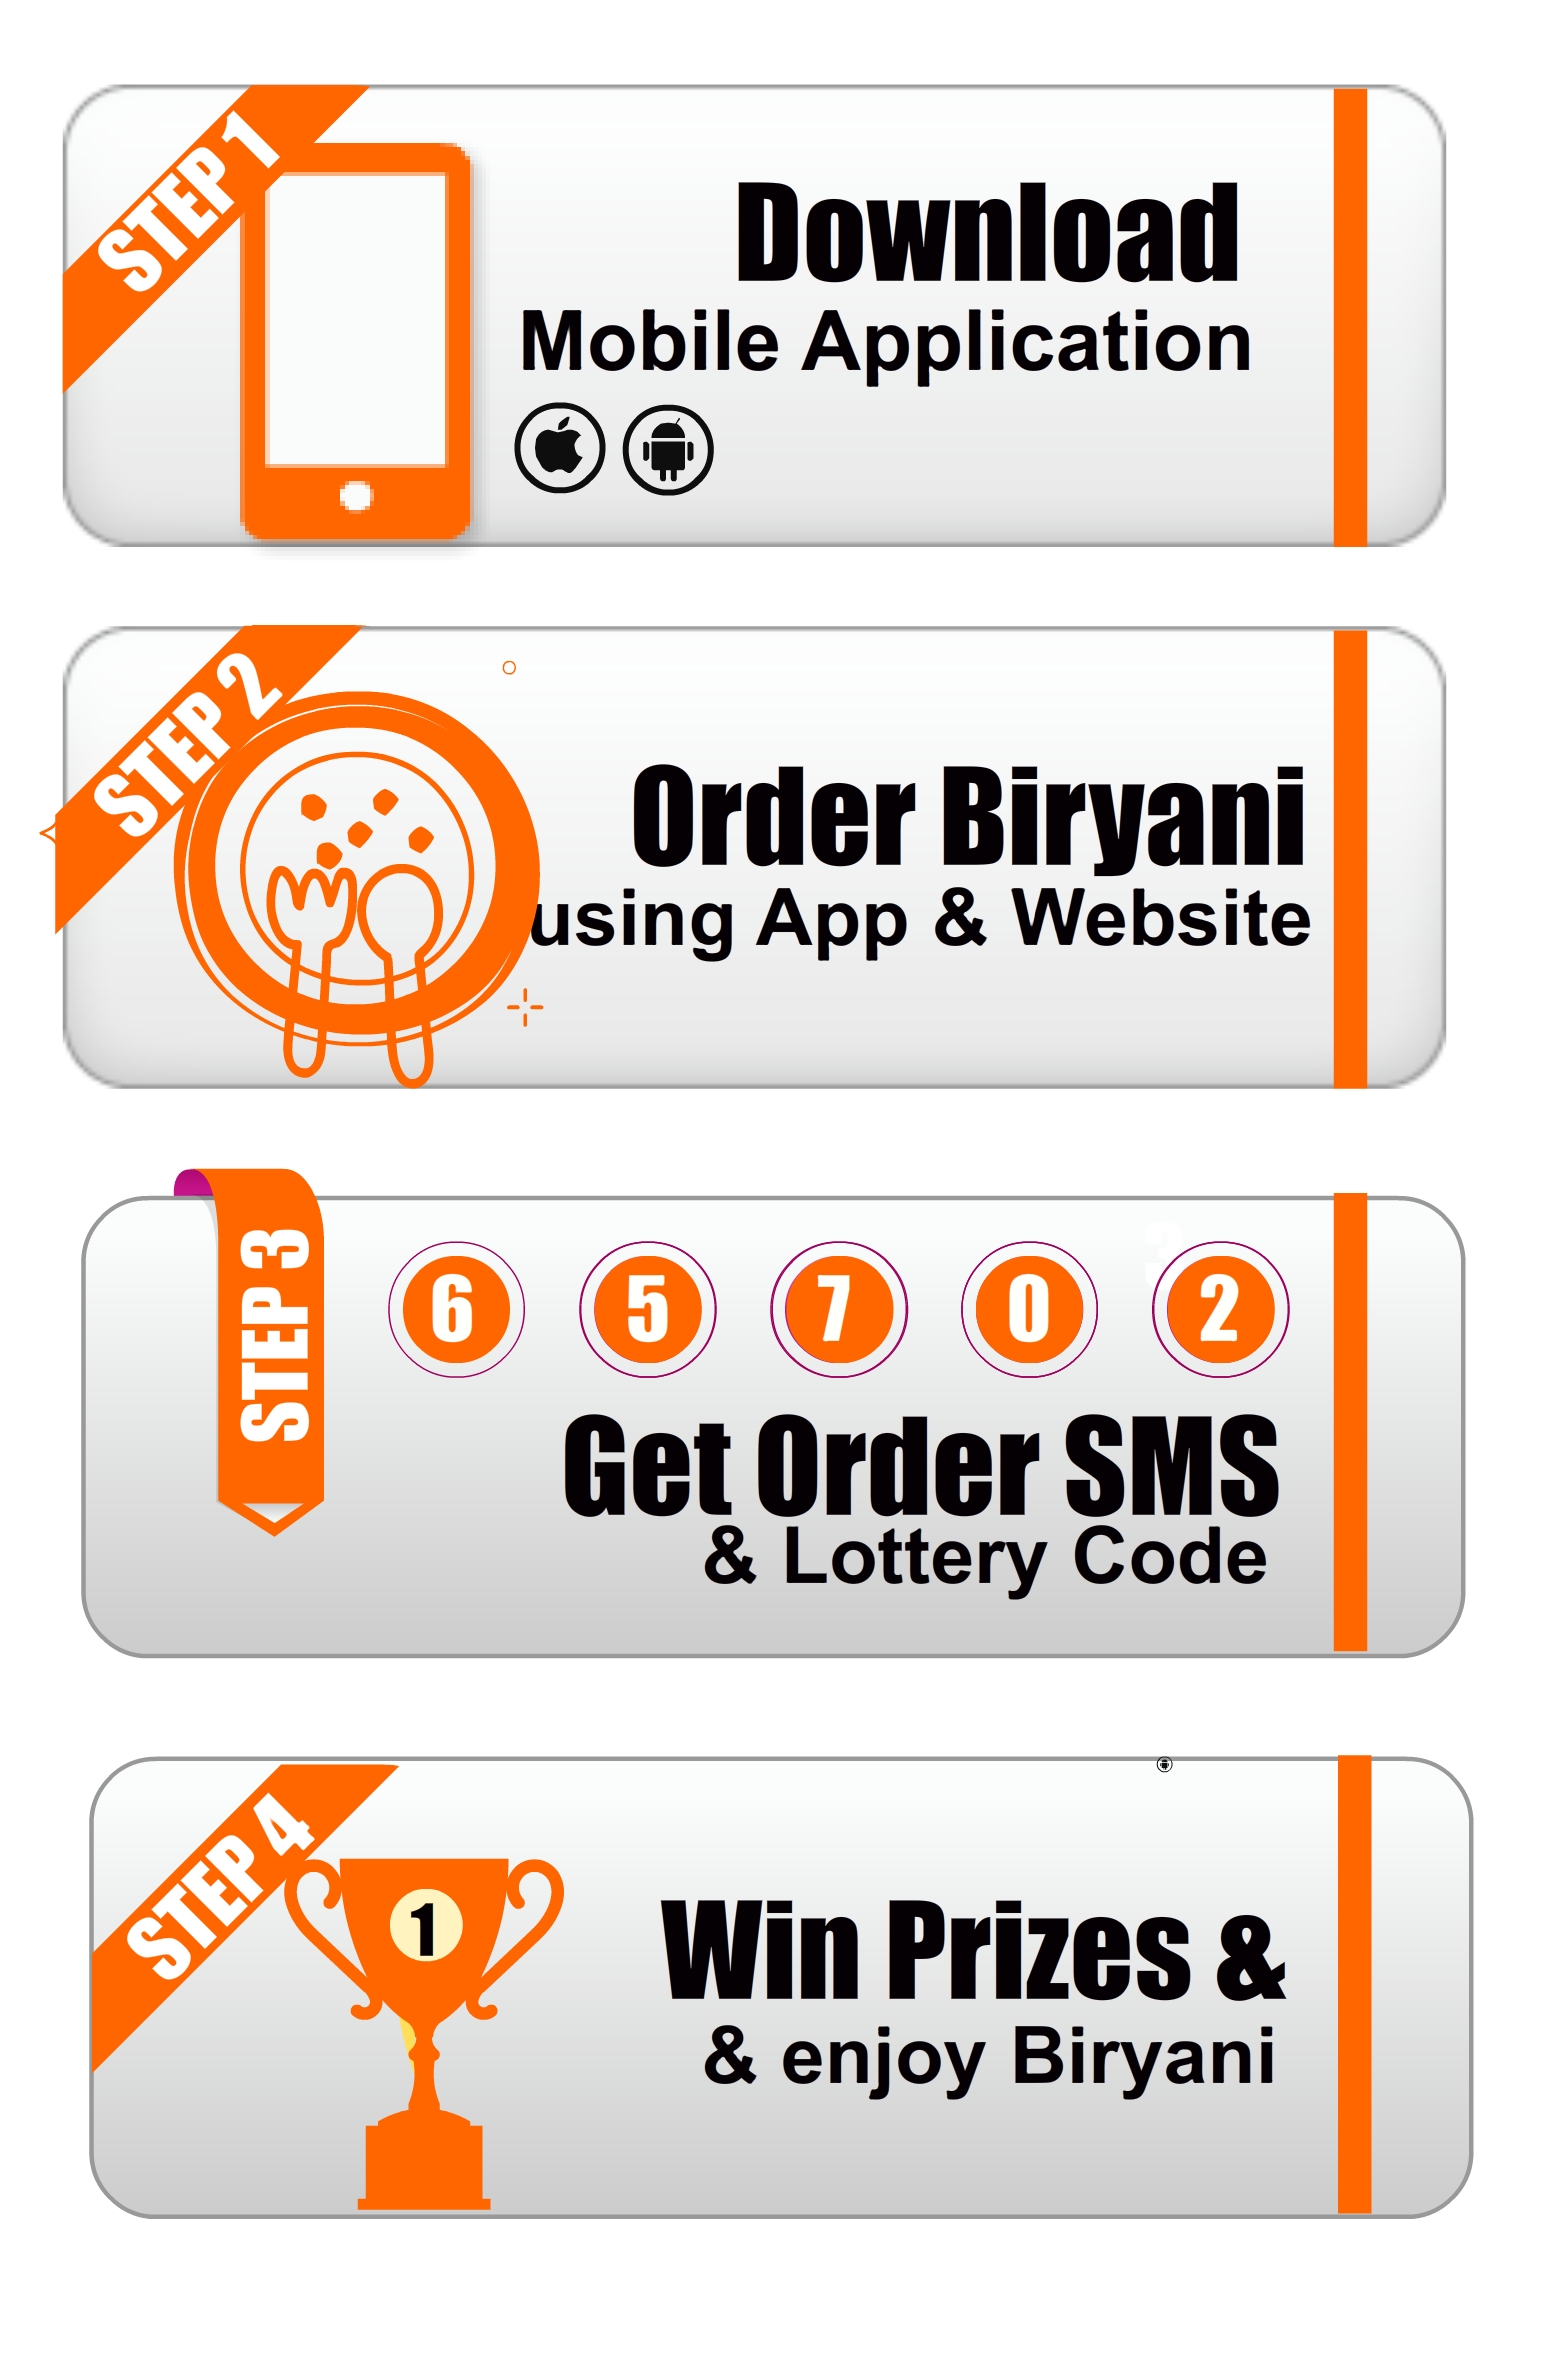 STEP 1
Download
Mobile Application
STEP 2
Order Biryani
using App & Website
STEP 3
3
6 5 7 0 2
Get Order SMS
& Lottery Code
STEP 4
1
Win Prizes &
& enjoy Biryani